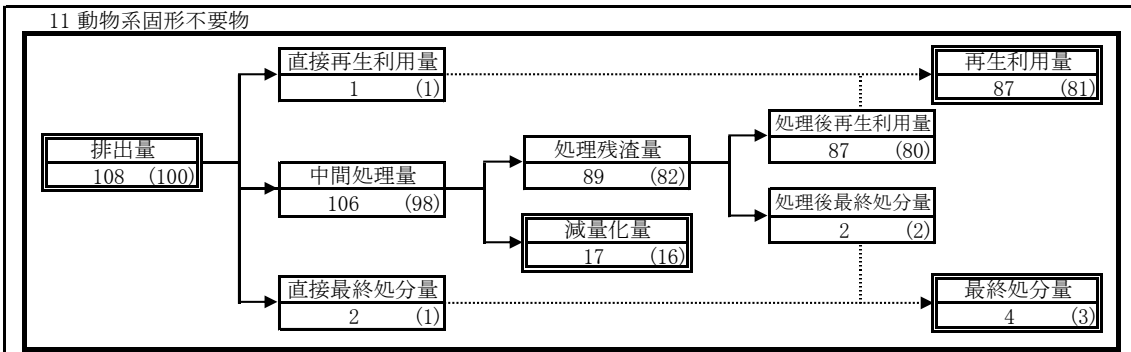 11 動物系固形不要物
直接再生利用量
1 (1)
再生利用量
87 (81)
排出量
108 (100)
中間処理量
106 (98)
処理残渣量
89 (82)
処理後再生利用量
87 (80)
減量化量
17 (16)
処理後最終処分量
2 (2)
直接最終処分量
2 (1)
最終処分量
4 (3)